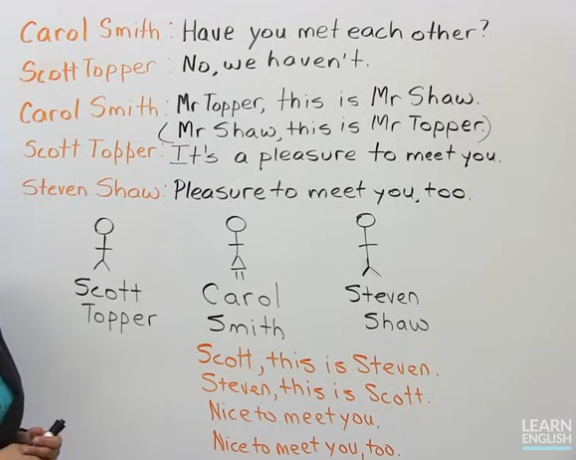 Carol Smith: Have you met each other?
Scott Topper: No, we haven't.
Carol Smith: Mr Topper, this is Mr Shaw.
(Mr Shaw, this is Mr Topper.)
Scott Topper: It's a pleasure to meet you.
Steven Shaw: Pleasure to meet you, too.
Scott Topper
Carol Smith
Steven Shaw
Scott, this is Steven.
Steven, this is Scott.
Nice to meet you.
Nice to meet you, too.
LEARN
ENGLISH